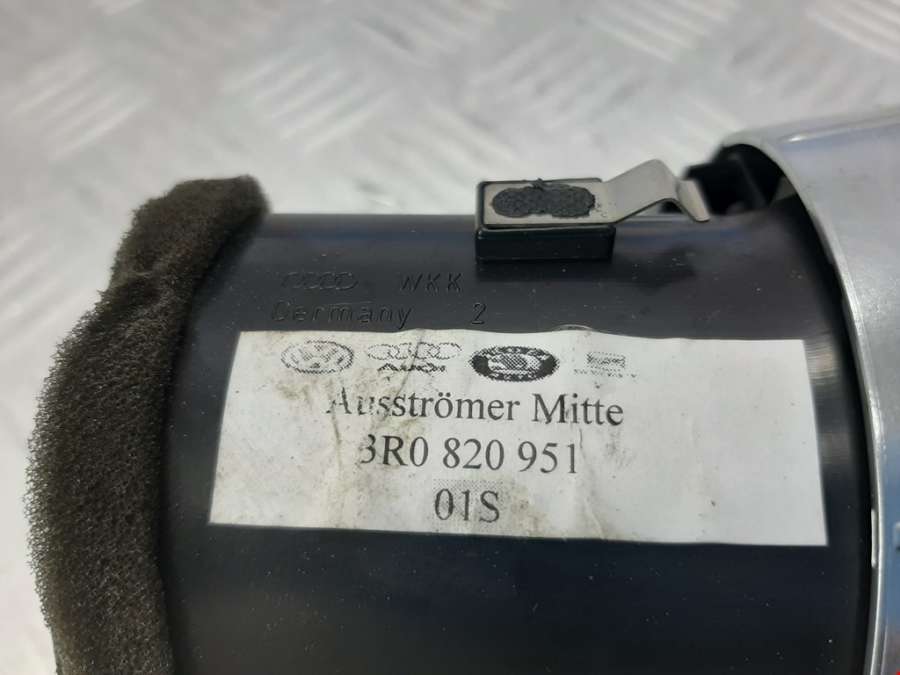 WKK
Germany 2
Audi
Ausströmer Mitte
3R0 820 951
01S